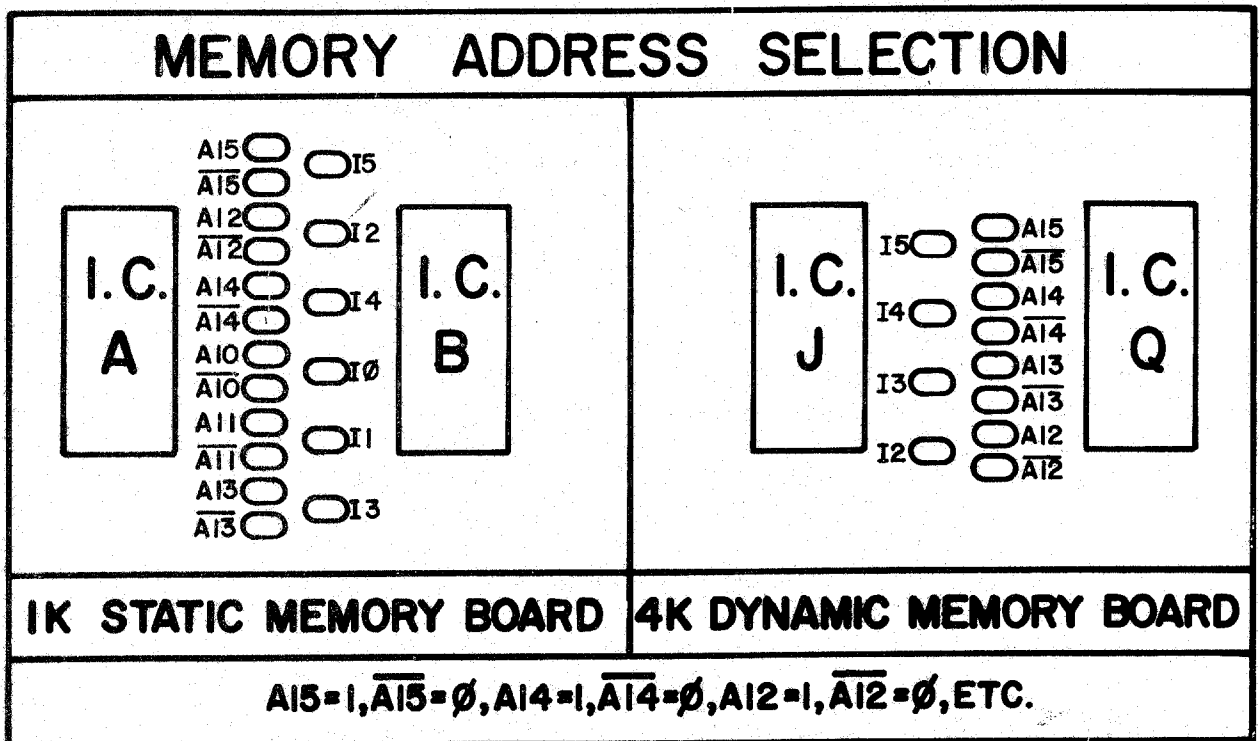 MEMORY ADDRESS SELECTION
A15
A̅1̅5̅
A12
A̅1̅2̅
A14
A̅1̅4̅
A10
A̅1̅0̅
A11
A̅1̅1̅
A13
A̅1̅3̅
I5
I2
I4
IØ
I1
I3
I.C.
A
I.C.
B
1K STATIC MEMORY BOARD
I.C.
J
I5
I4
I3
I2
A15
A̅1̅5̅
A14
A̅1̅4̅
A13
A̅1̅3̅
A12
A̅1̅2̅
I.C.
Q
4K DYNAMIC MEMORY BOARD
A15=1,A̅1̅5̅=Ø,A14=1,A̅1̅4̅=Ø,A12=1,A̅1̅2̅=Ø,ETC.